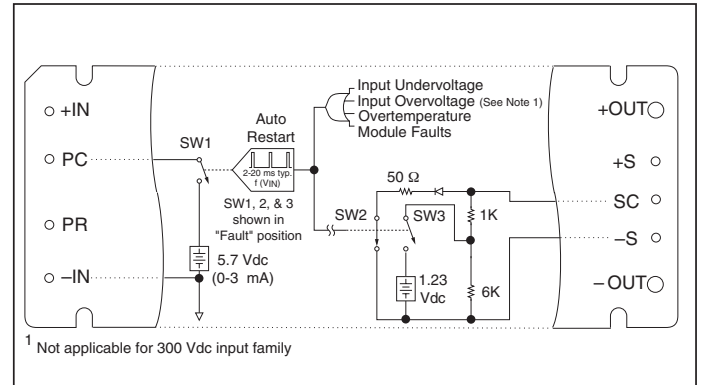 +IN
PC
PR
–IN
SW1
Auto
Restart
2-20 ms typ.
f (VIN)
SW1, 2, & 3
shown in
"Fault" position
5.7 Vdc
(0-3 mA)
Input Undervoltage
Input Overvoltage (See Note 1)
Overtemperature
Module Faults
50 Ω
SW2
SW3
1K
1.23
Vdc
6K
+OUT
+S
SC
–S
–OUT
1 Not applicable for 300 Vdc input family